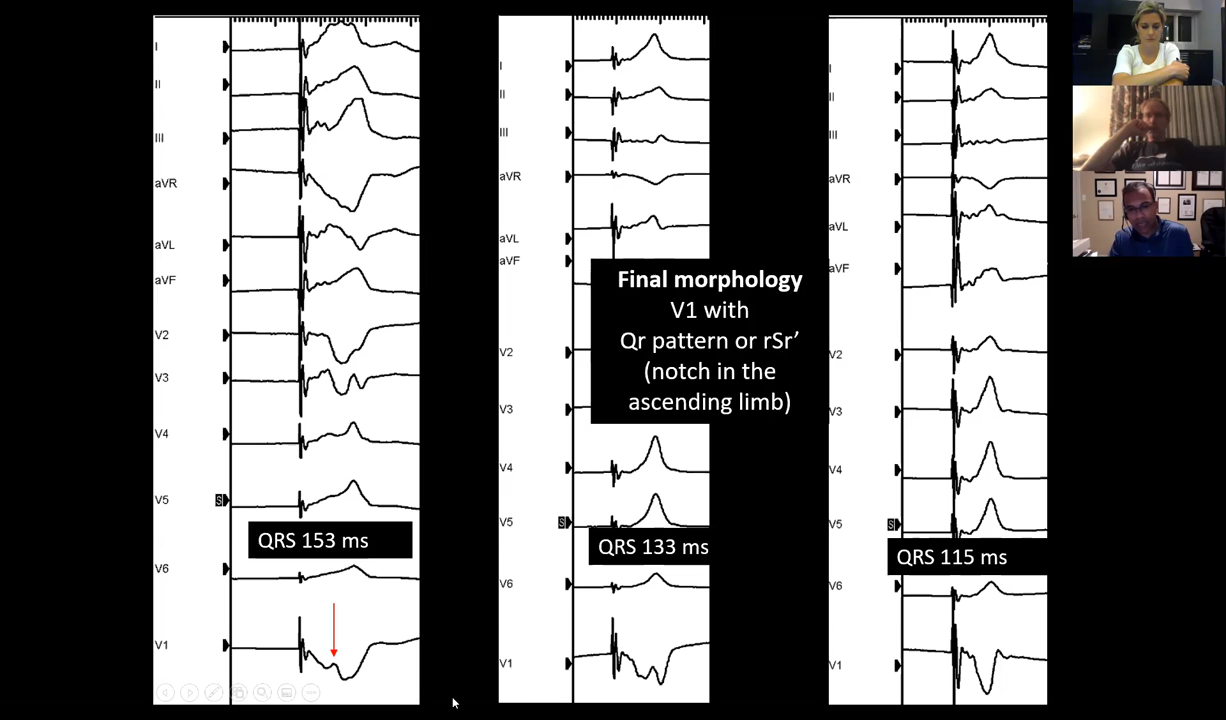 I
II
III
aVR
aVL
aVF
V2
V3
V4
V5
S
QRS 153 ms
V6
V1
I
II
III
aVR
aVL
aVF
V2
V3
V4
V5
S
QRS 133 ms
V6
V1
Final morphology
V1 with
Qr pattern or rSr’
(notch in the
ascending limb)
I
II
III
aVR
aVL
aVF
V2
V3
V4
V5
S
QRS 115 ms
V6
V1